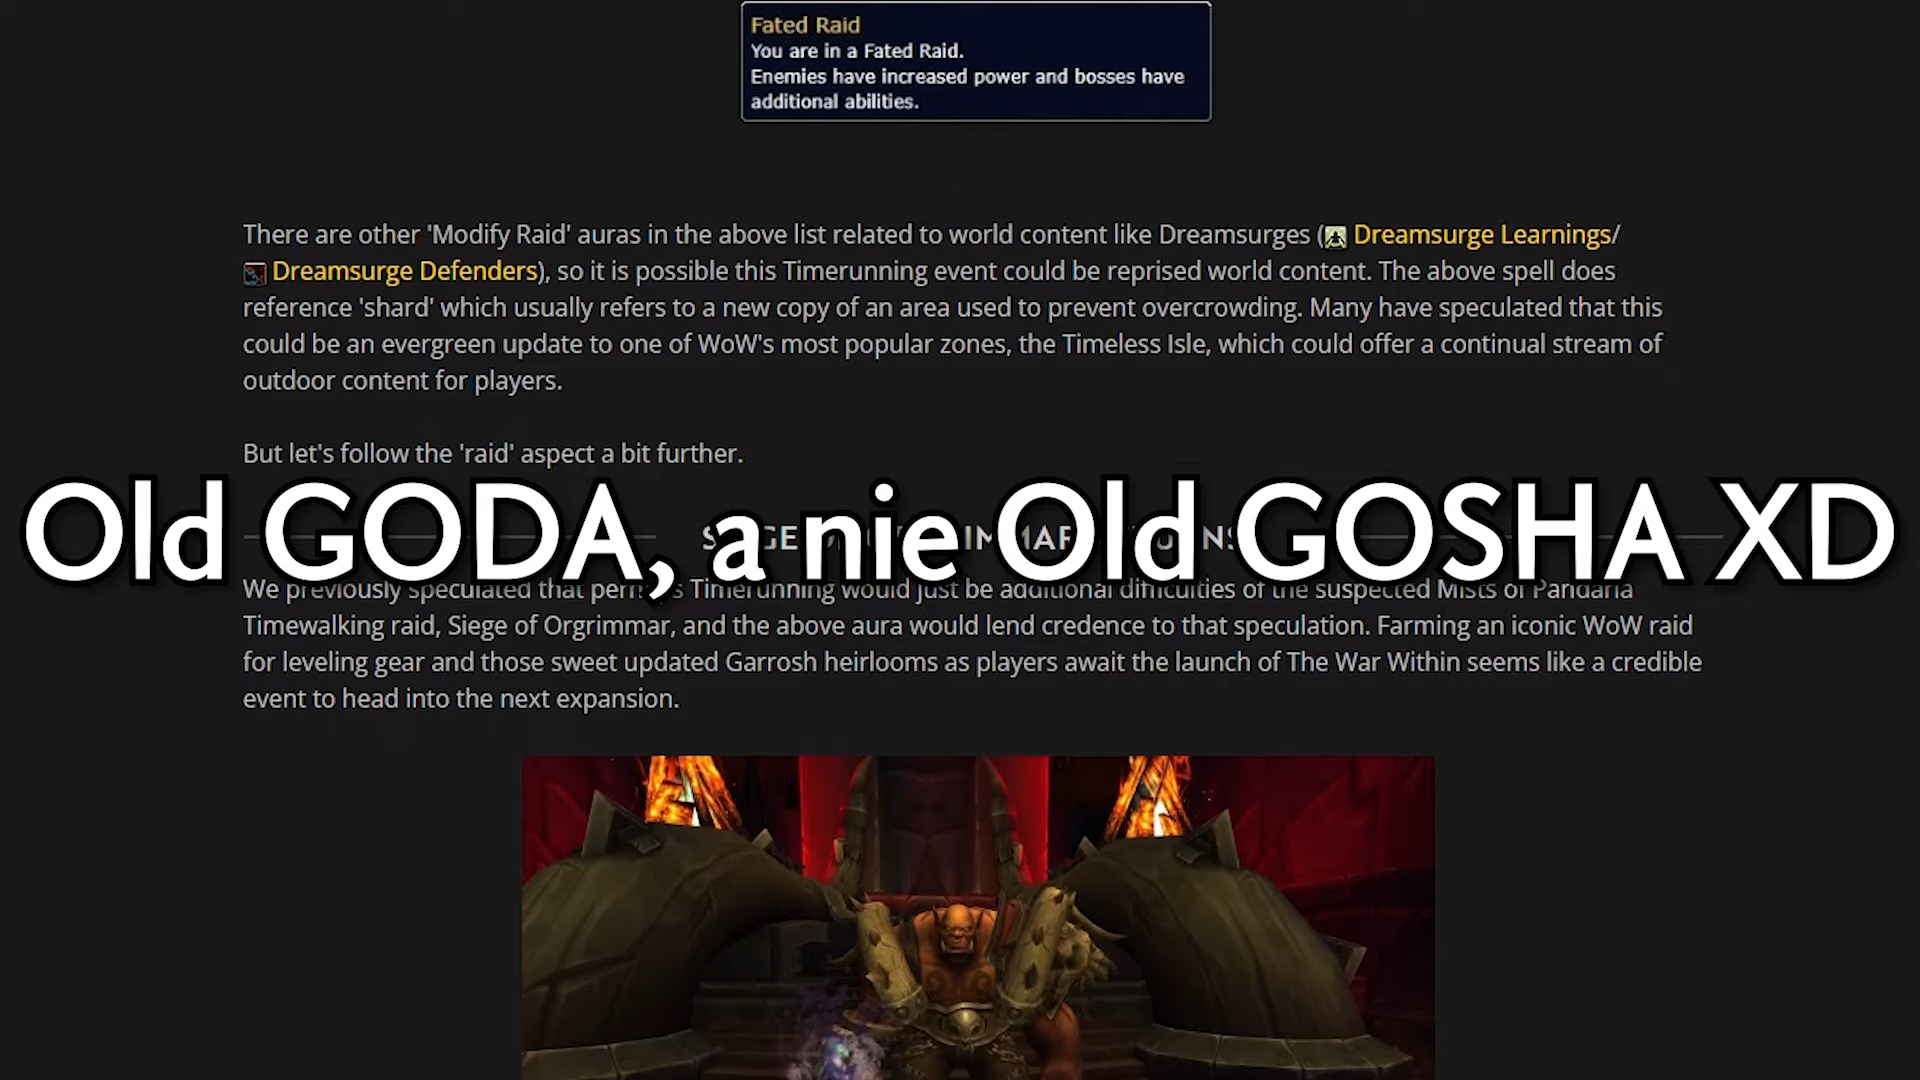 Fated Raid
You are in a Fated Raid.
Enemies have increased power and bosses have
additional abilities.
There are other 'Modify Raid' auras in the above list related to world content like Dreamsurges ( Dreamsurge Learnings/
Dreamsurge Defenders), so it is possible this Timerunning event could be reprised world content. The above spell does
reference 'shard' which usually refers to a new copy of an area used to prevent overcrowding. Many have speculated that this
could be an evergreen update to one of WoW's most popular zones, the Timeless Isle, which could offer a continual stream of
outdoor content for players.
But let's follow the 'raid' aspect a bit further.
Old GODA, a nie Old GOSHA XD
We previously speculated that perhaps Timerunning would just be additional difficulties of the suspected Mists of Pandaria
Timewalking raid, Siege of Orgrimmar, and the above aura would lend credence to that speculation. Farming an iconic WoW raid
for leveling gear and those sweet updated Garrosh heirlooms as players await the launch of The War Within seems like a credible
event to head into the next expansion.